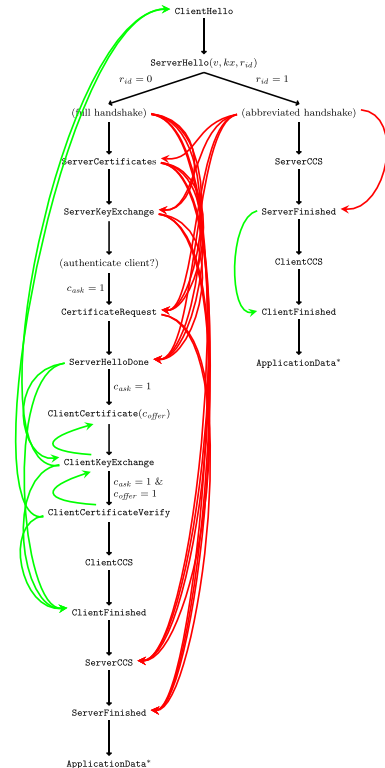 ClientHello
ServerHello(v, kx, r_id)
r_id = 0
r_id = 1
(full handshake)
(abbreviated handshake)
ServerCertificates
ServerCCS
ServerKeyExchange
ServerFinished
(authenticate client?)
ClientCCS
c_ask = 1
CertificateRequest
ClientFinished
ServerHelloDone
ApplicationData*
c_ask = 1
ClientCertificate(c_offer)
ClientKeyExchange
c_ask = 1 &
c_offer = 1
ClientCertificateVerify
ClientCCS
ClientFinished
ServerCCS
ServerFinished
ApplicationData*